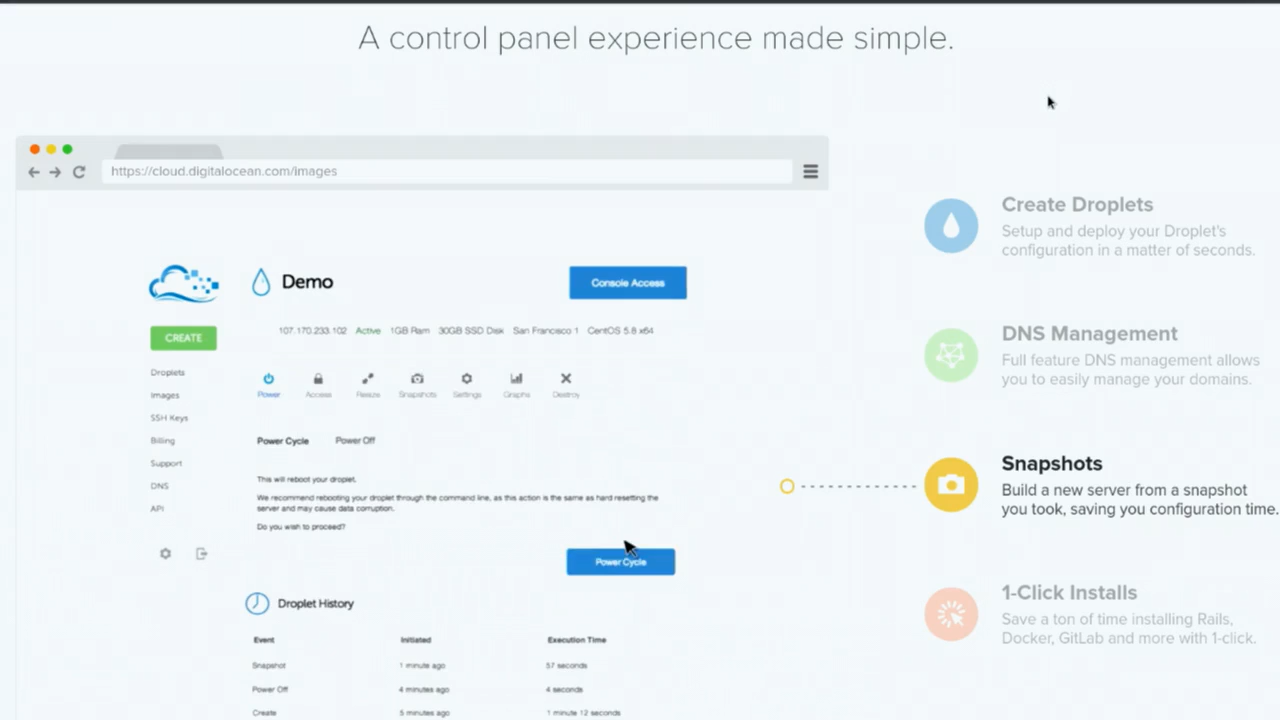 A control panel experience made simple.
https://cloud.digitalocean.com/images
Demo
Console Access
107.170.233.102 Active 1GB Ram 30GB SSD Disk San Francisco 1 CentOS 5.8 x64
CREATE
Droplets
Images
SSH Keys
Billing
Support
DNS
API
Power Access Resize Snapshots Settings Graphs Destroy
Power Cycle Power Off
This will reboot your droplet.
We recommend rebooting your droplet through the command line, as this action is the same as hard resetting the
server and may cause data corruption.
Do you wish to proceed?
Power Cycle
Droplet History
Event Initiated Execution Time
Snapshot 1 minute ago 57 seconds
Power Off 4 minutes ago 4 seconds
Create 5 minutes ago 1 minute 12 seconds
Create Droplets
Setup and deploy your Droplet's
configuration in a matter of seconds.
DNS Management
Full feature DNS management allows
you to easily manage your domains.
Snapshots
Build a new server from a snapshot
you took, saving you configuration time.
1-Click Installs
Save a ton of time installing Rails,
Docker, GitLab and more with 1-click.